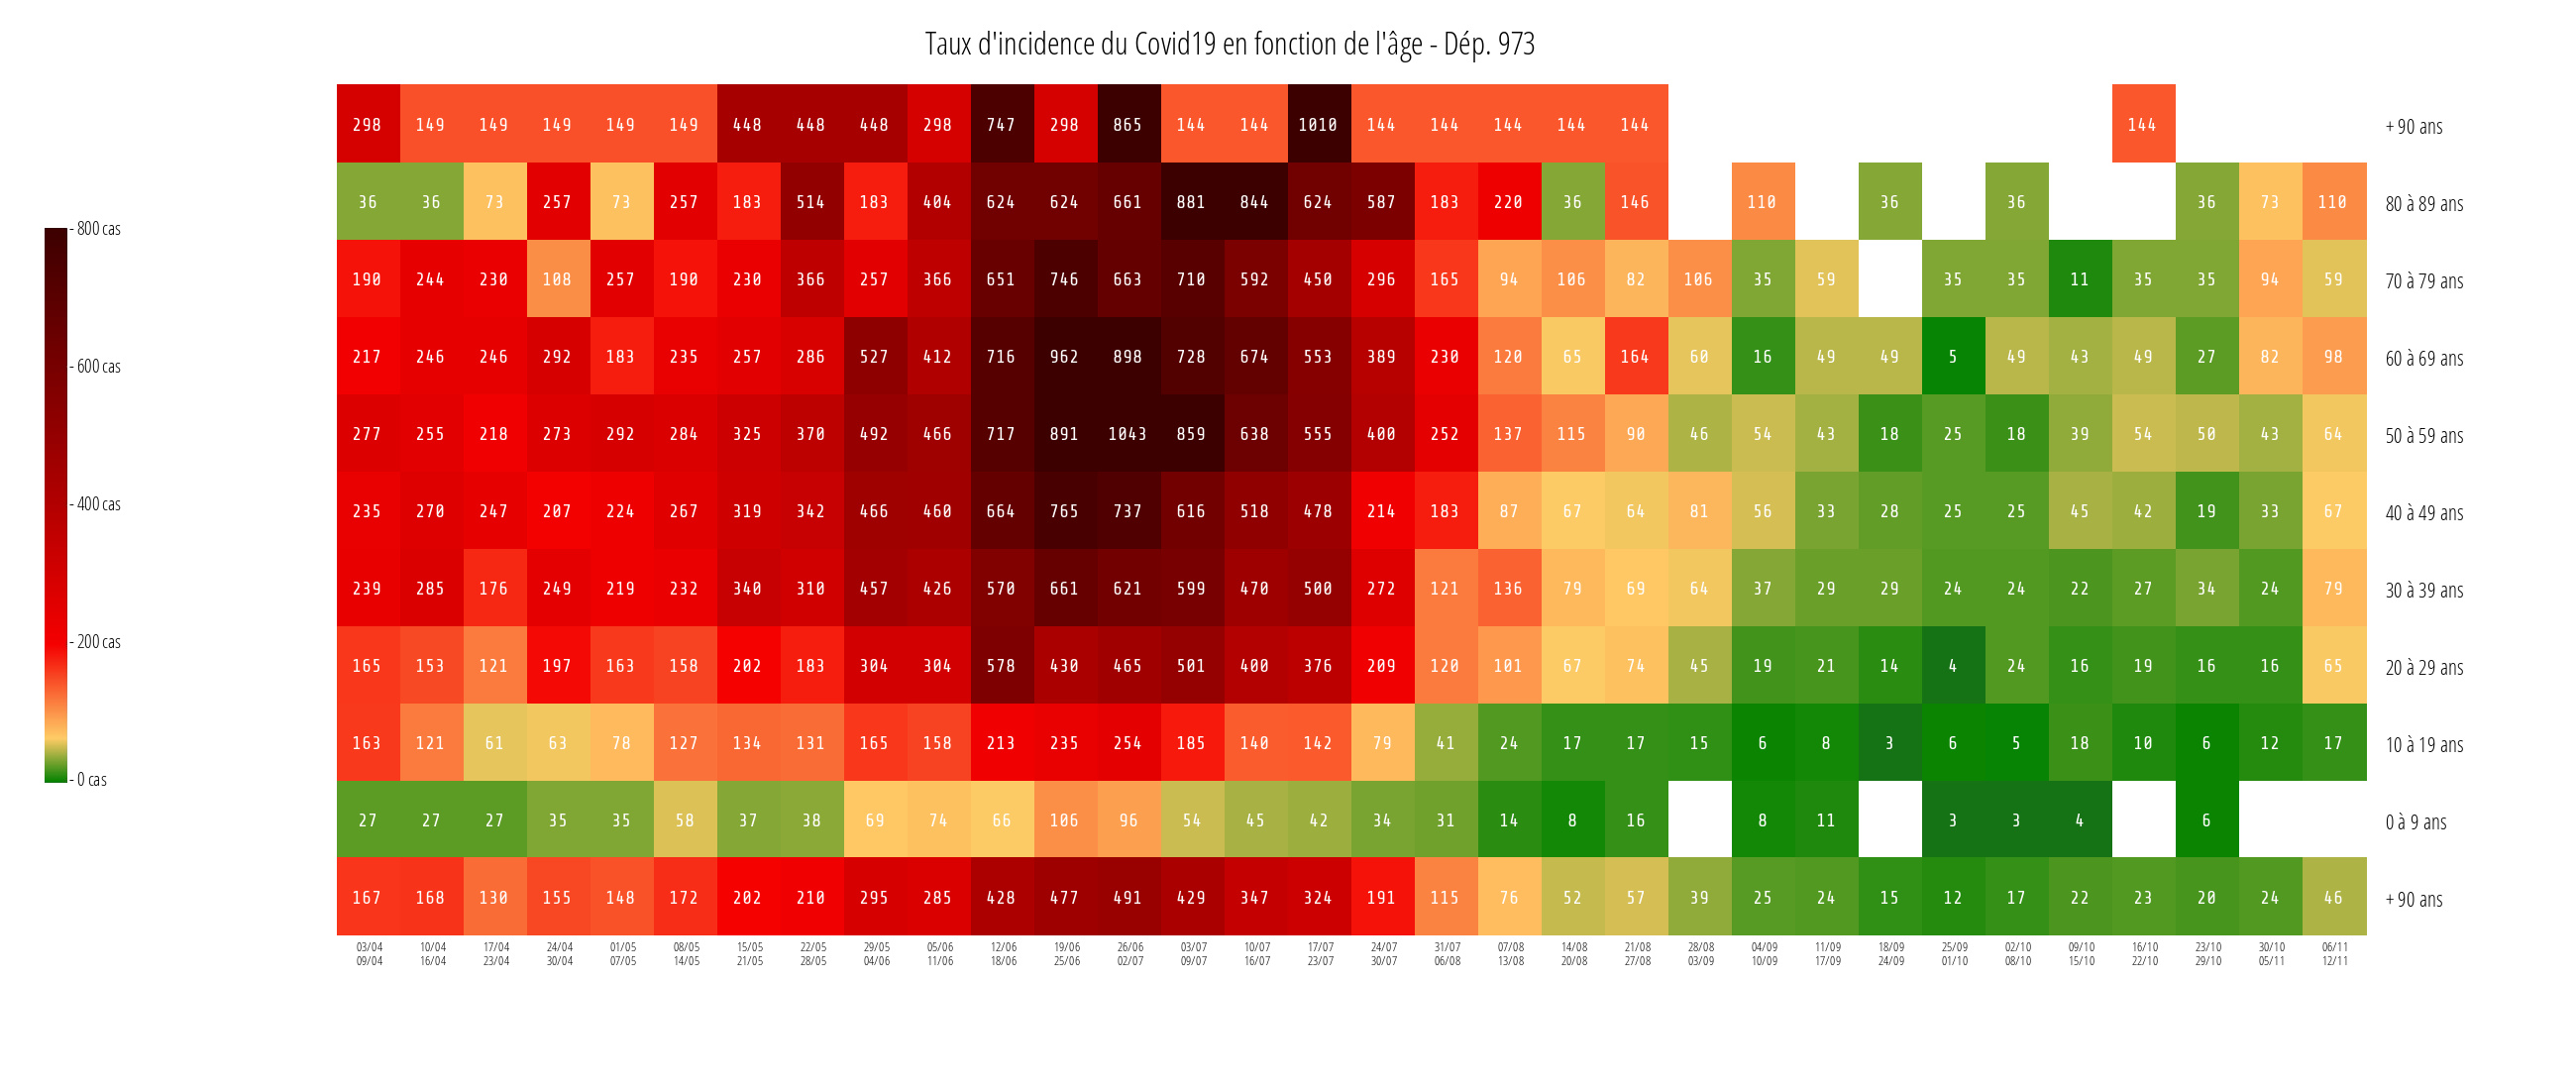 Taux d'incidence du Covid19 en fonction de l'âge - Dép. 973
298 149 149 149 149 149 448 448 448 298 747 298 865 144 144 1010 144 144 144 144 144 144 + 90 ans
36 36 73 257 73 257 183 514 183 404 624 624 661 881 844 624 587 183 220 36 146 110 36 36 36 73 110 80 à 89 ans
- 800 cas
190 244 230 108 257 190 230 366 257 366 651 746 663 710 592 450 296 165 94 106 82 106 35 59 35 35 11 35 35 94 59 70 à 79 ans
217 246 246 292 183 235 257 286 527 412 716 962 898 728 674 553 389 230 120 65 164 60 16 49 49 5 49 43 49 27 82 98 60 à 69 ans
- 600 cas
277 255 218 273 292 284 325 370 492 466 717 891 1043 859 638 555 400 252 137 115 90 46 54 43 18 25 18 39 54 50 43 64 50 à 59 ans
- 400 cas
235 270 247 207 224 267 319 342 466 460 664 765 737 616 518 478 214 183 87 67 64 81 56 33 28 25 25 45 42 19 33 67 40 à 49 ans
239 285 176 249 219 232 340 310 457 426 570 661 621 599 470 500 272 121 136 79 69 64 37 29 29 24 24 22 27 34 24 79 30 à 39 ans
- 200 cas
165 153 121 197 163 158 202 183 304 304 578 430 465 501 400 376 209 120 101 67 74 45 19 21 14 4 24 16 19 16 16 65 20 à 29 ans
163 121 61 63 78 127 134 131 165 158 213 235 254 185 140 142 79 41 24 17 17 15 6 8 3 6 5 18 10 6 12 17 10 à 19 ans
- 0 cas
27 27 27 35 35 58 37 38 69 74 66 106 96 54 45 42 34 31 14 8 16 8 11 3 3 4 6 0 à 9 ans
167 168 130 155 148 172 202 210 295 285 428 477 491 429 347 324 191 115 76 52 57 39 25 24 15 12 17 22 23 20 24 46 + 90 ans
03/04 10/04 17/04 24/04 01/05 08/05 15/05 22/05 29/05 05/06 12/06 19/06 26/06 03/07 10/07 17/07 24/07 31/07 07/08 14/08 21/08 28/08 04/09 11/09 18/09 25/09 02/10 09/10 16/10 23/10 30/10 06/11
09/04 16/04 23/04 30/04 07/05 14/05 21/05 28/05 04/06 11/06 18/06 25/06 02/07 09/07 16/07 23/07 30/07 06/08 13/08 20/08 27/08 03/09 10/09 17/09 24/09 01/10 08/10 15/10 22/10 29/10 05/11 12/11